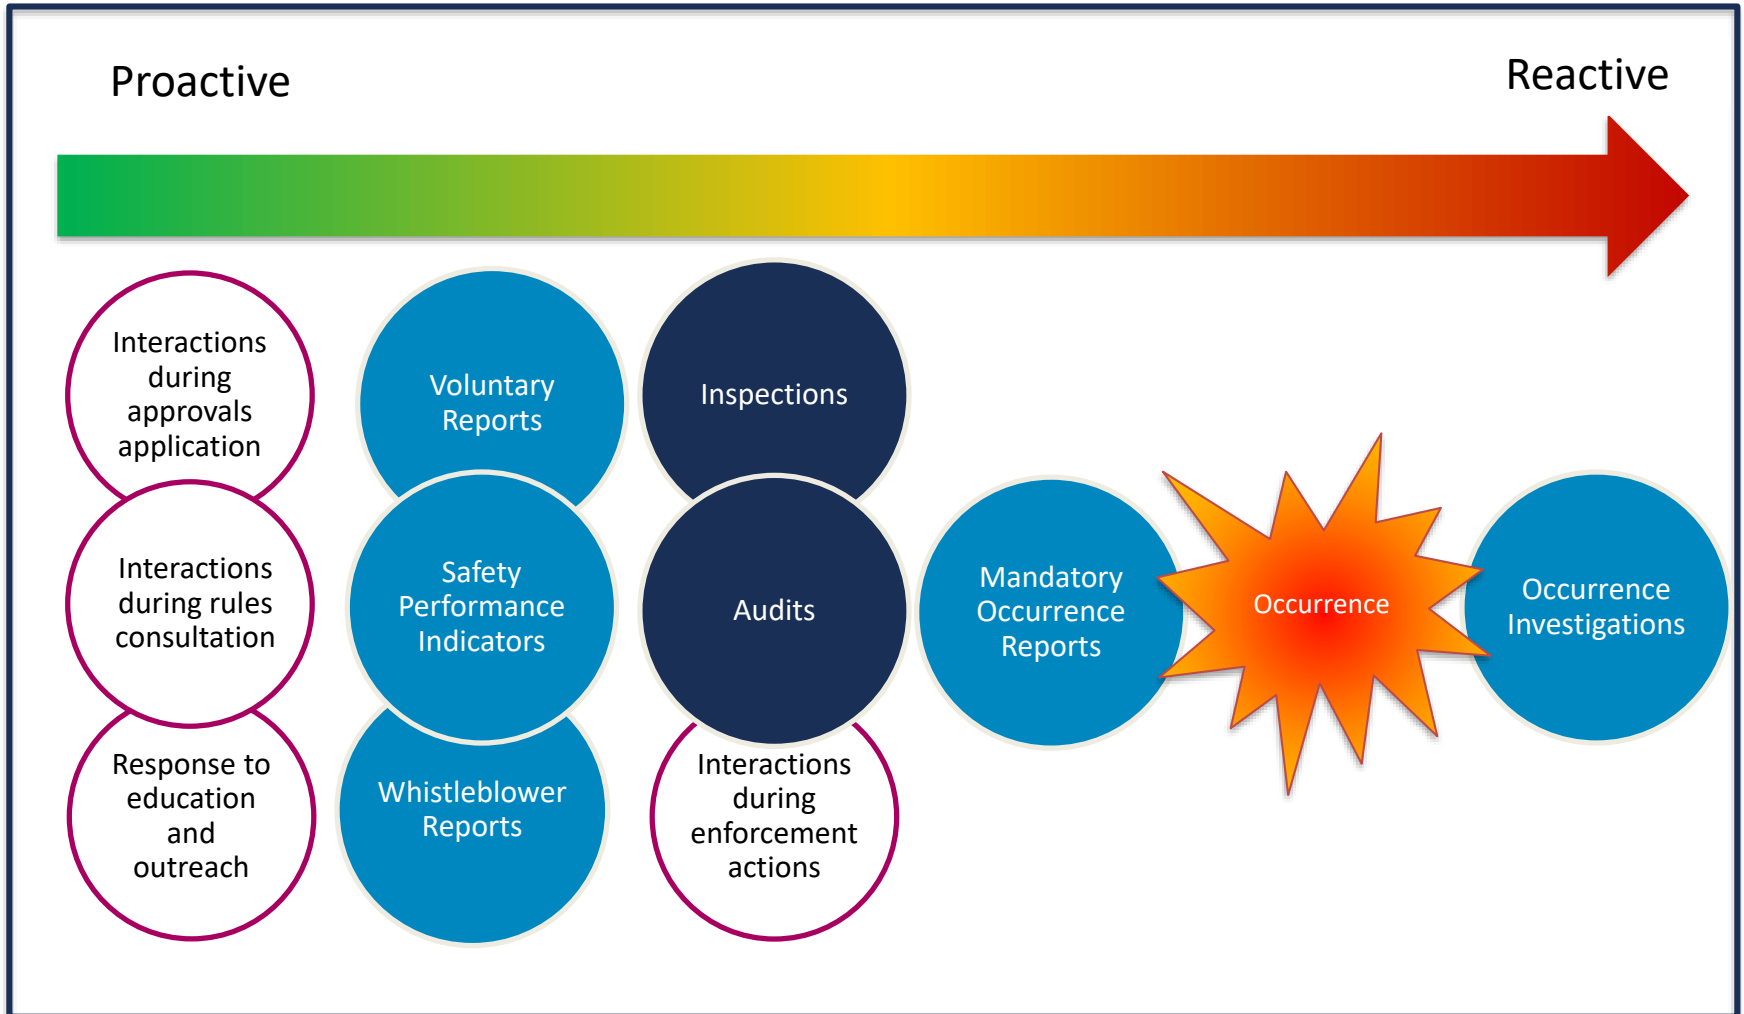 Proactive
Reactive
Interactions
during
approvals
application
Voluntary
Reports
Inspections
Interactions
during rules
consultation
Safety
Performance
Indicators
Audits
Mandatory
Occurrence
Reports
Occurrence
Occurrence
Investigations
Response to
education
and
outreach
Whistleblower
Reports
Interactions
during
enforcement
actions